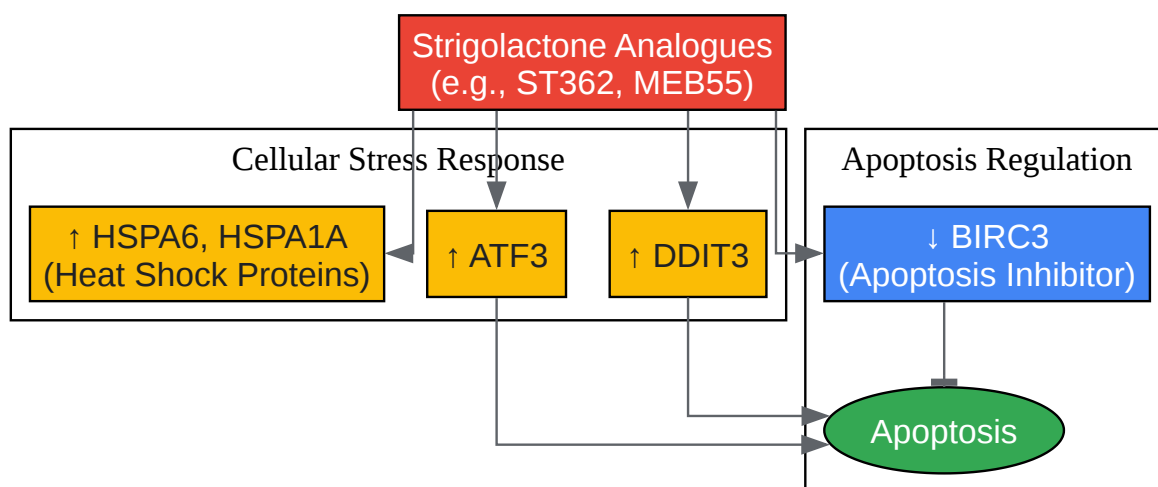 Strigolactone Analogues
(e.g., ST362, MEB55)
Cellular Stress Response
Apoptosis Regulation
↑ HSPA6, HSPA1A
(Heat Shock Proteins)
↑ ATF3
↑ DDIT3
↓ BIRC3
(Apoptosis Inhibitor)
Apoptosis